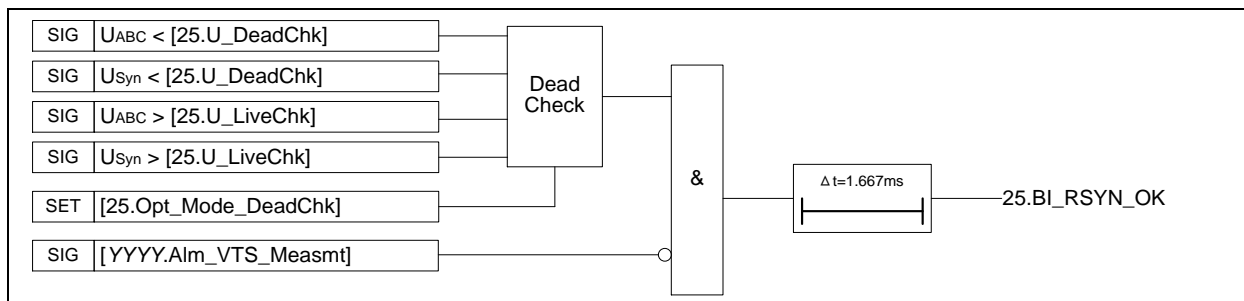 SIG UABC < [25.U_DeadChk]
SIG USyn < [25.U_DeadChk]
SIG UABC > [25.U_LiveChk]
SIG USyn > [25.U_LiveChk]
SET [25.Opt_Mode_DeadChk]
SIG [YYYY.Alm_VTS_Measmt]
Dead
Check
&
Δt=1.667ms
25.BI_RSYN_OK